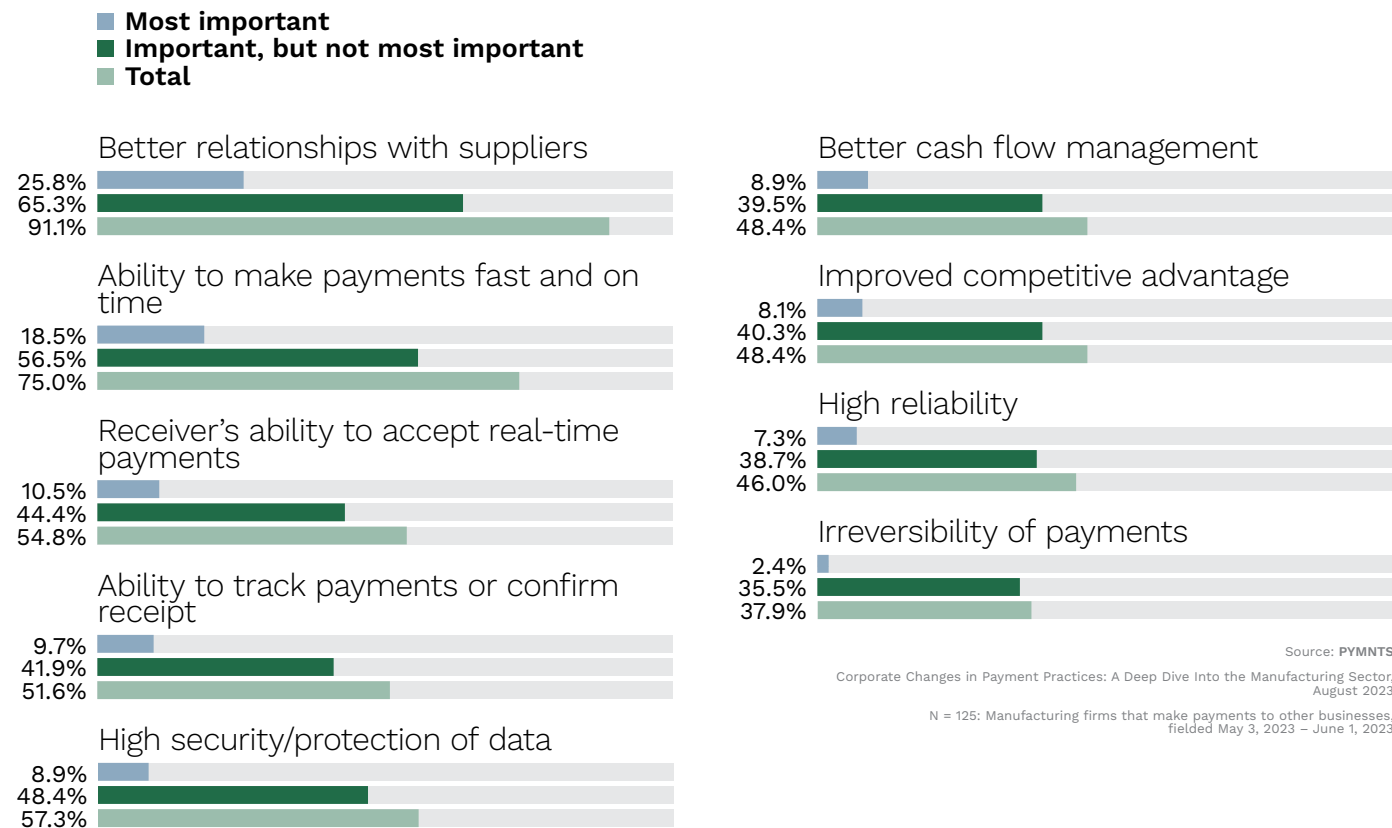 Most important
Important, but not most important
Total
Better relationships with suppliers
25.8%
65.3%
91.1%
Ability to make payments fast and on
time
18.5%
56.5%
75.0%
Receiver’s ability to accept real-time
payments
10.5%
44.4%
54.8%
Ability to track payments or confirm
receipt
9.7%
41.9%
51.6%
High security/protection of data
8.9%
48.4%
57.3%
Better cash flow management
8.9%
39.5%
48.4%
Improved competitive advantage
8.1%
40.3%
48.4%
High reliability
7.3%
38.7%
46.0%
Irreversibility of payments
2.4%
35.5%
37.9%
Source: PYMNTS
Corporate Changes in Payment Practices: A Deep Dive Into the Manufacturing Sector,
August 2023
N = 125: Manufacturing firms that make payments to other businesses,
fielded May 3, 2023 – June 1, 2023